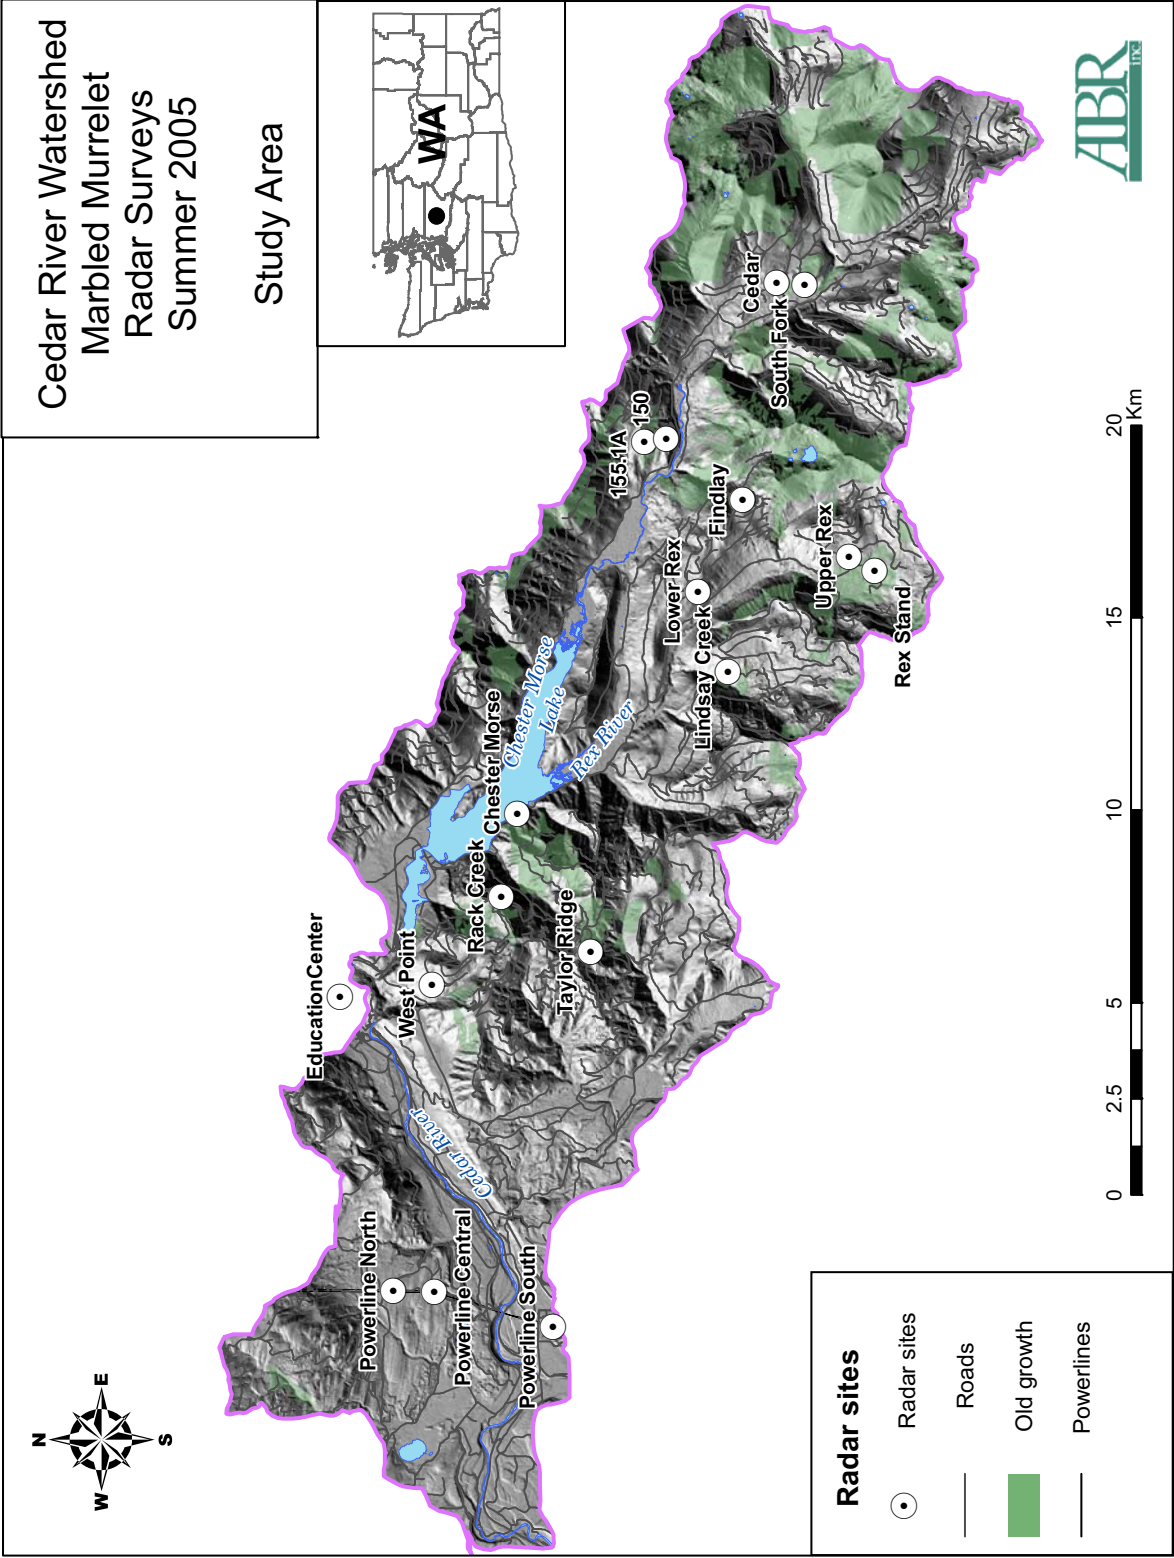 Cedar River Watershed
Marbled Murrelet
Radar Surveys
Summer 2005
Study Area
WA
N
W
E
S
EducationCenter
West Point
Rack Creek
Chester Morse
Chester Morse
Lake
Rex River
Taylor Ridge
Cedar River
Powerline North
Powerline Central
Powerline South
155.1A
150
Cedar
South Fork
Findlay
Lower Rex
Lindsay Creek
Upper Rex
Rex Stand
Radar sites
Radar sites
Roads
Old growth
Powerlines
0
2.5
5
10
15
20
Km
ABR
inc.